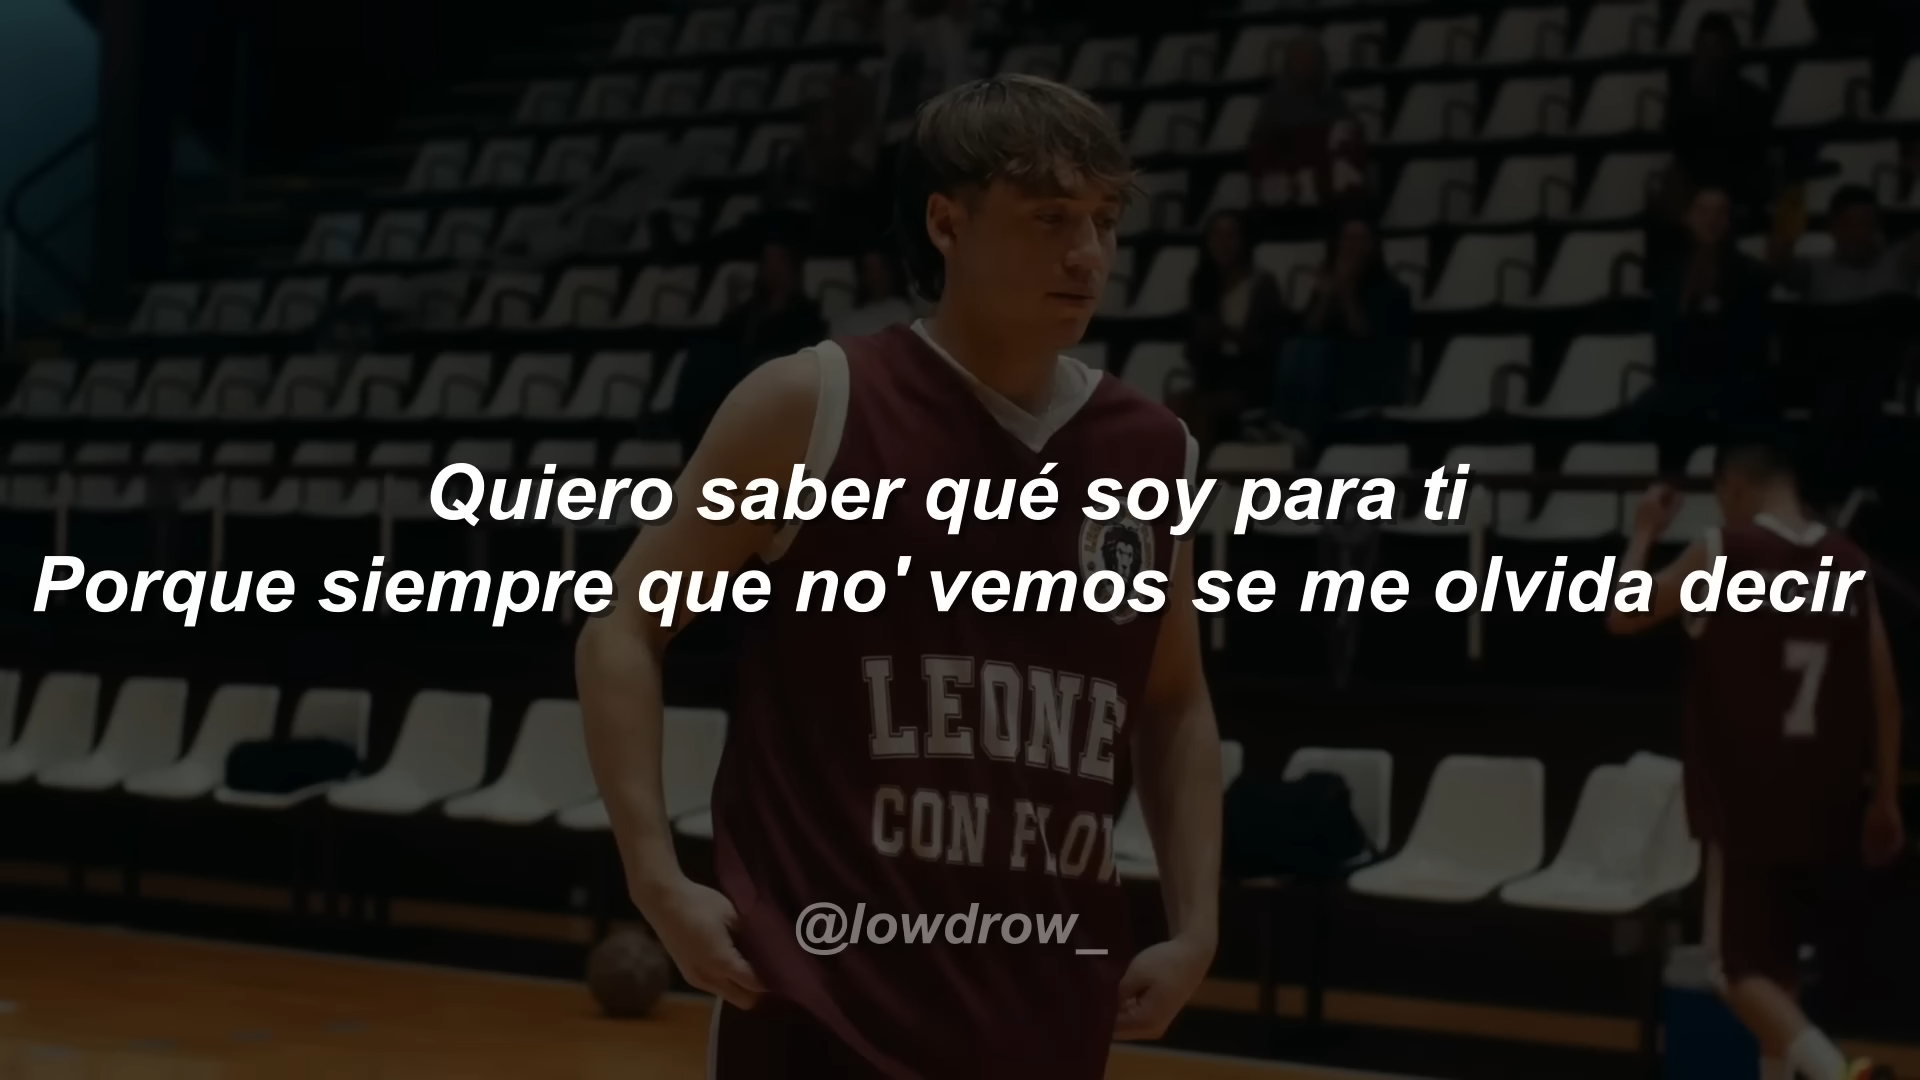 Quiero saber qué soy para ti
Porque siempre que no' vemos se me olvida decir
LEONE
CON FLOW
7
@lowdrow_